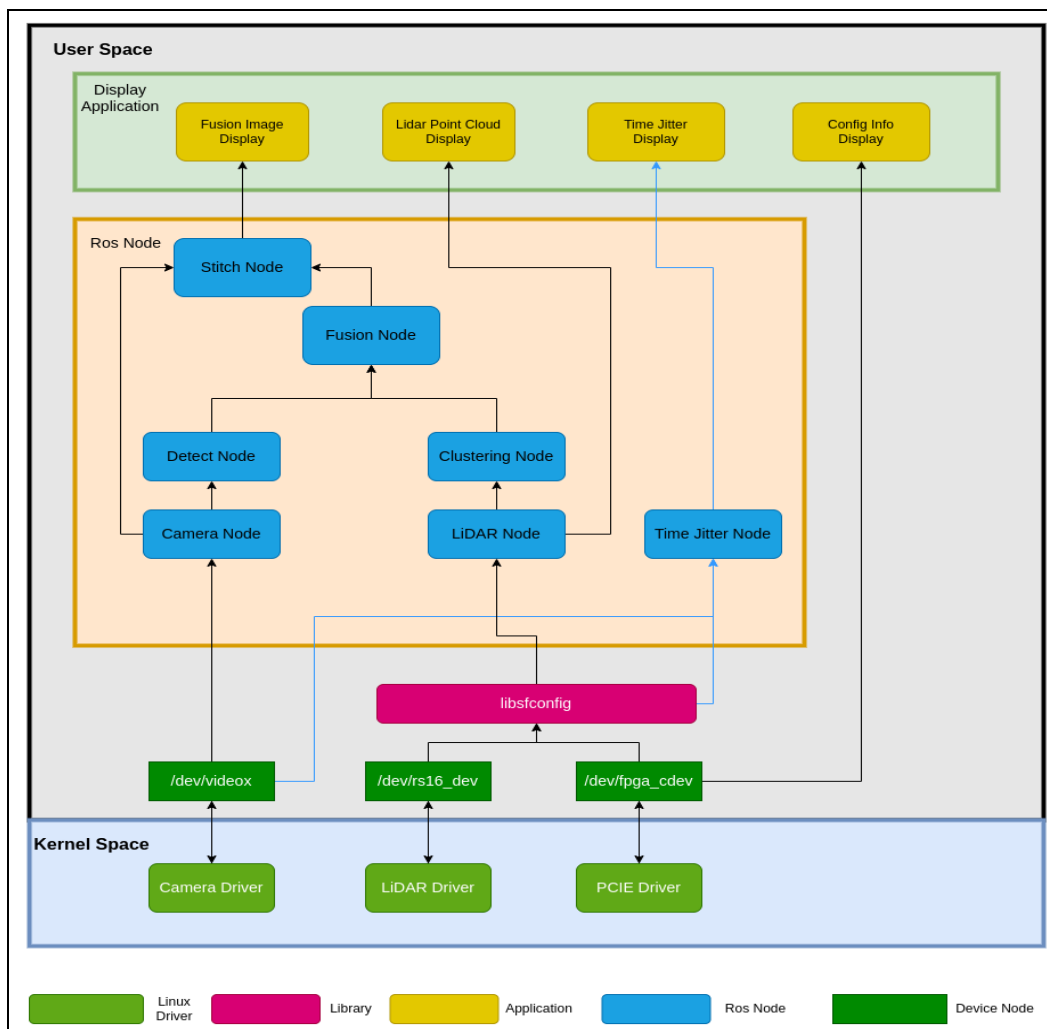 User Space
Display
Application
Fusion Image
Display
Lidar Point Cloud
Display
Time Jitter
Display
Config Info
Display
Ros Node
Stitch Node
Fusion Node
Detect Node
Clustering Node
Camera Node
LiDAR Node
Time Jitter Node
libsfconfig
/dev/videox
/dev/rs16_dev
/dev/fpga_cdev
Kernel Space
Camera Driver
LiDAR Driver
PCIE Driver
Linux
Driver
Library
Application
Ros Node
Device Node